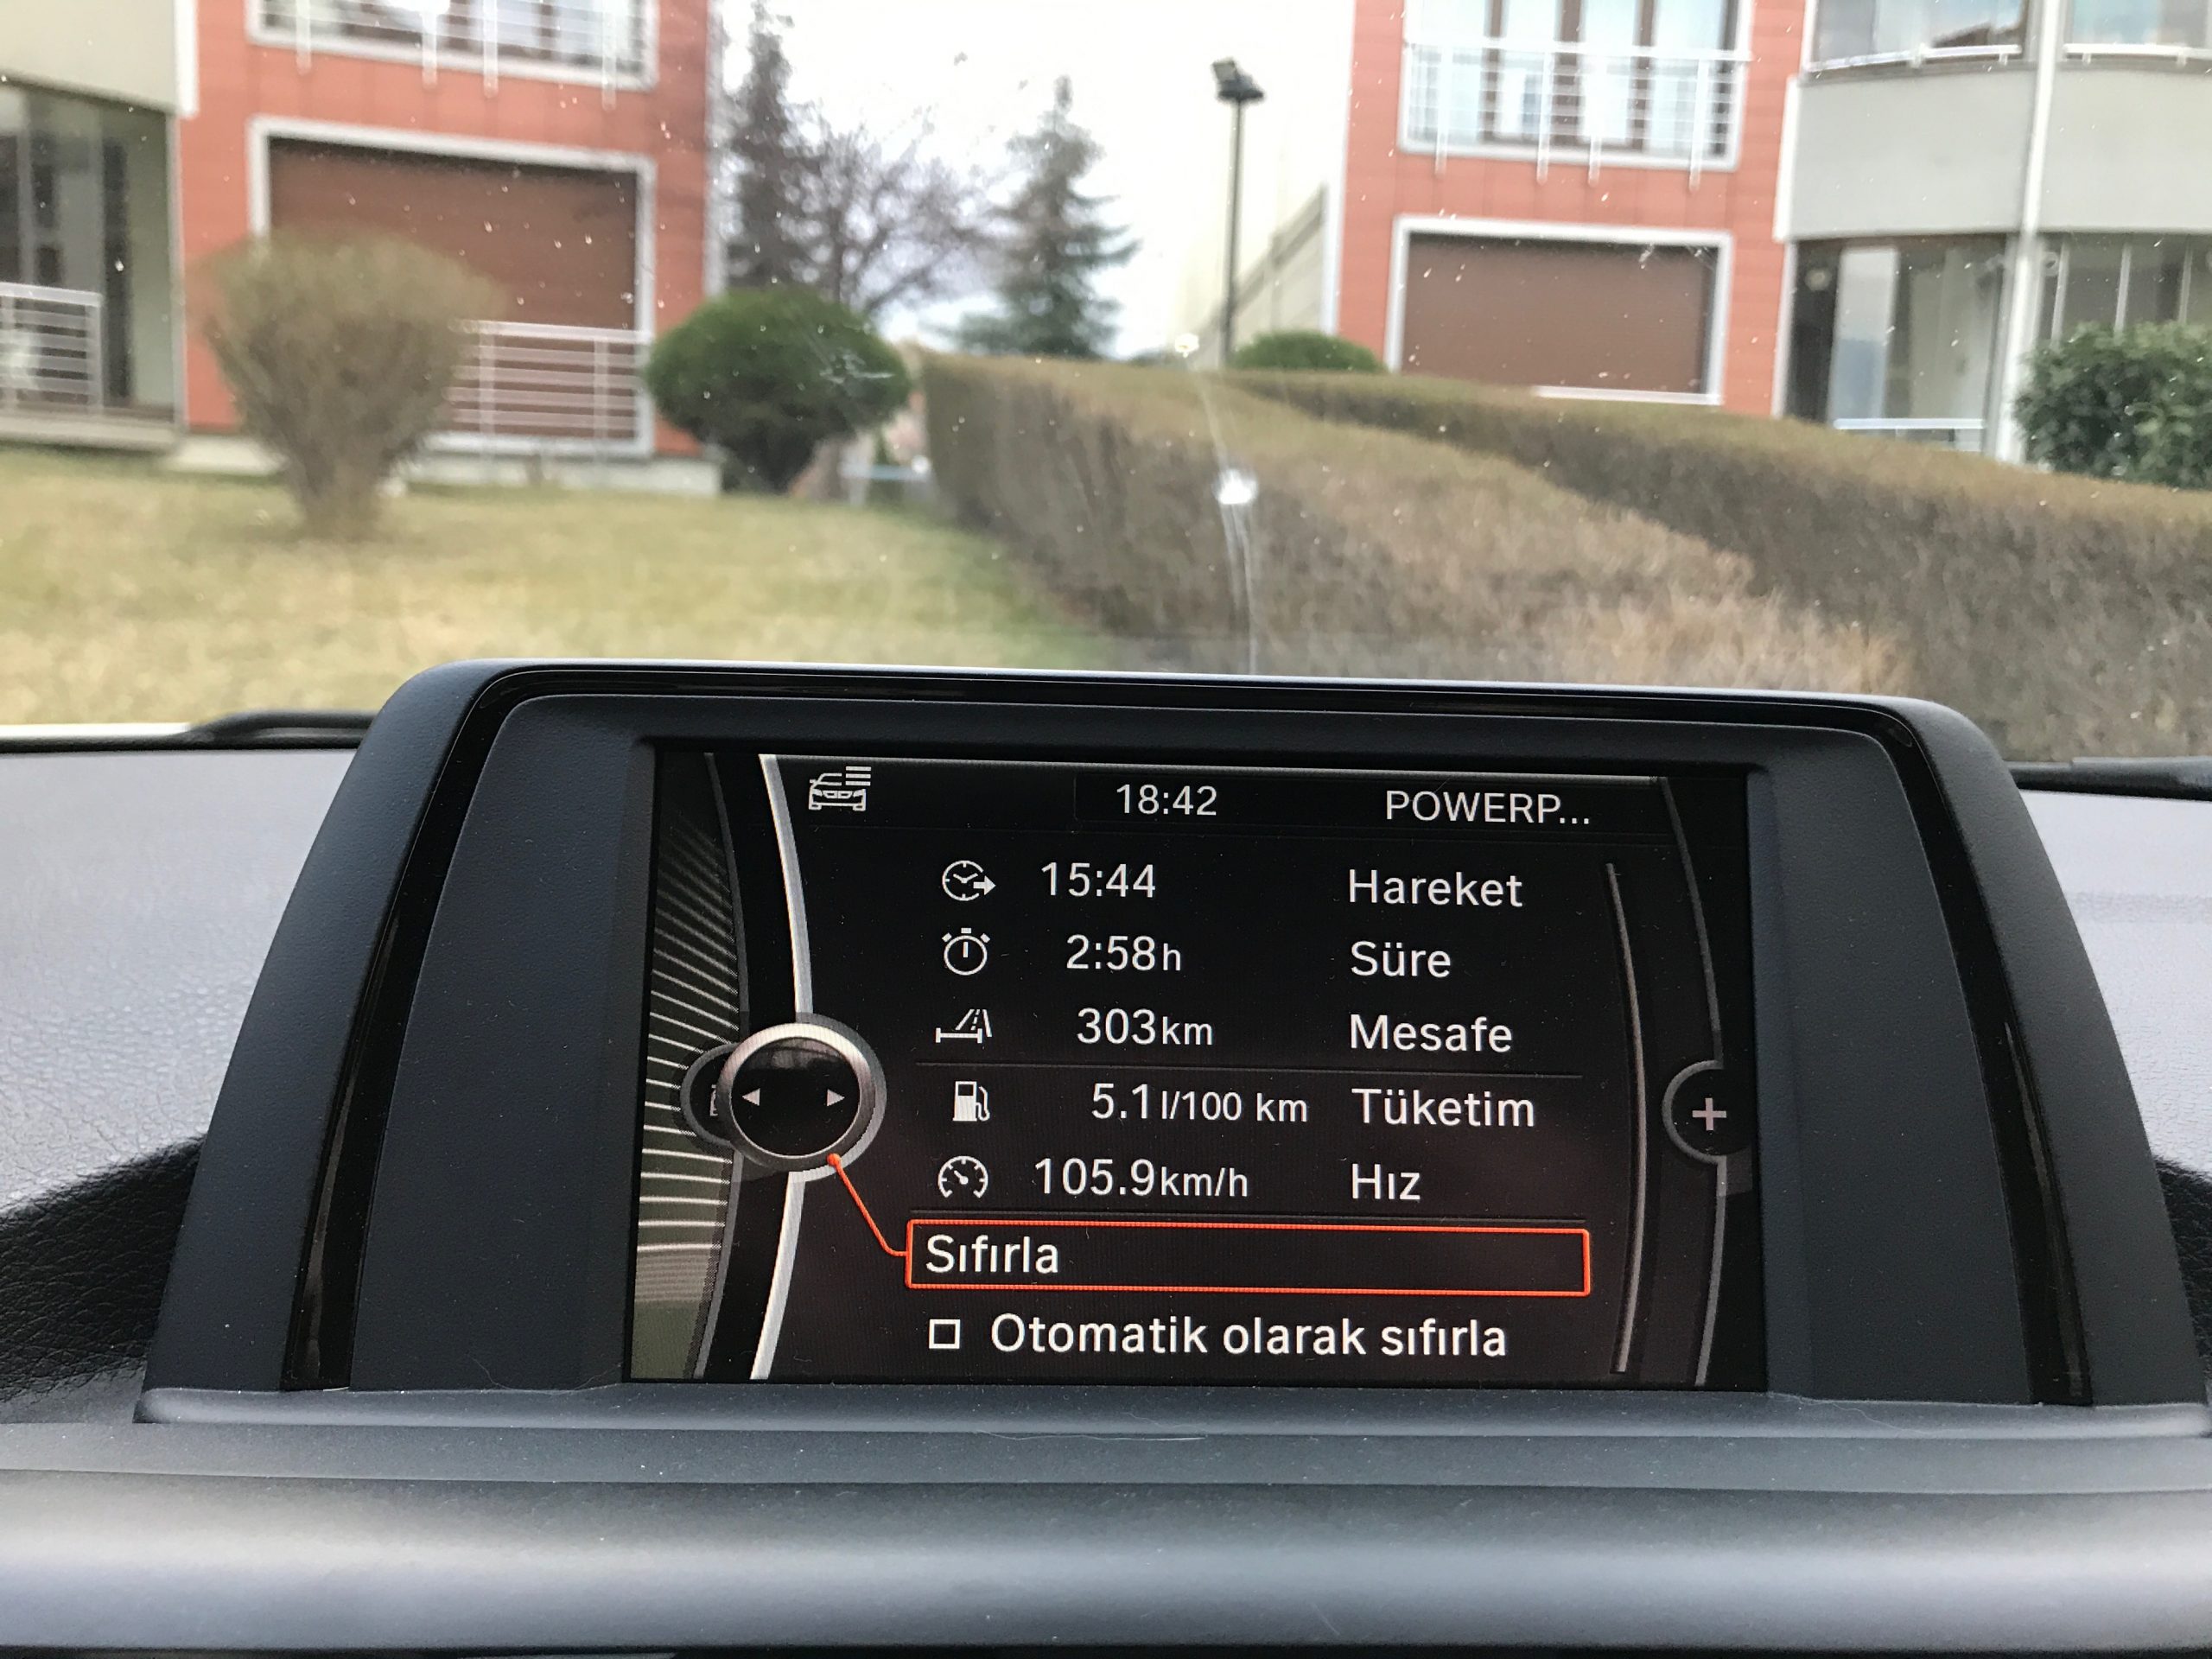 18:42 POWERP...
15:44 Hareket
2:58h Süre
303km Mesafe
5.1l/100 km Tüketim
105.9km/h Hız
Sıfırla
Otomatik olarak sıfırla